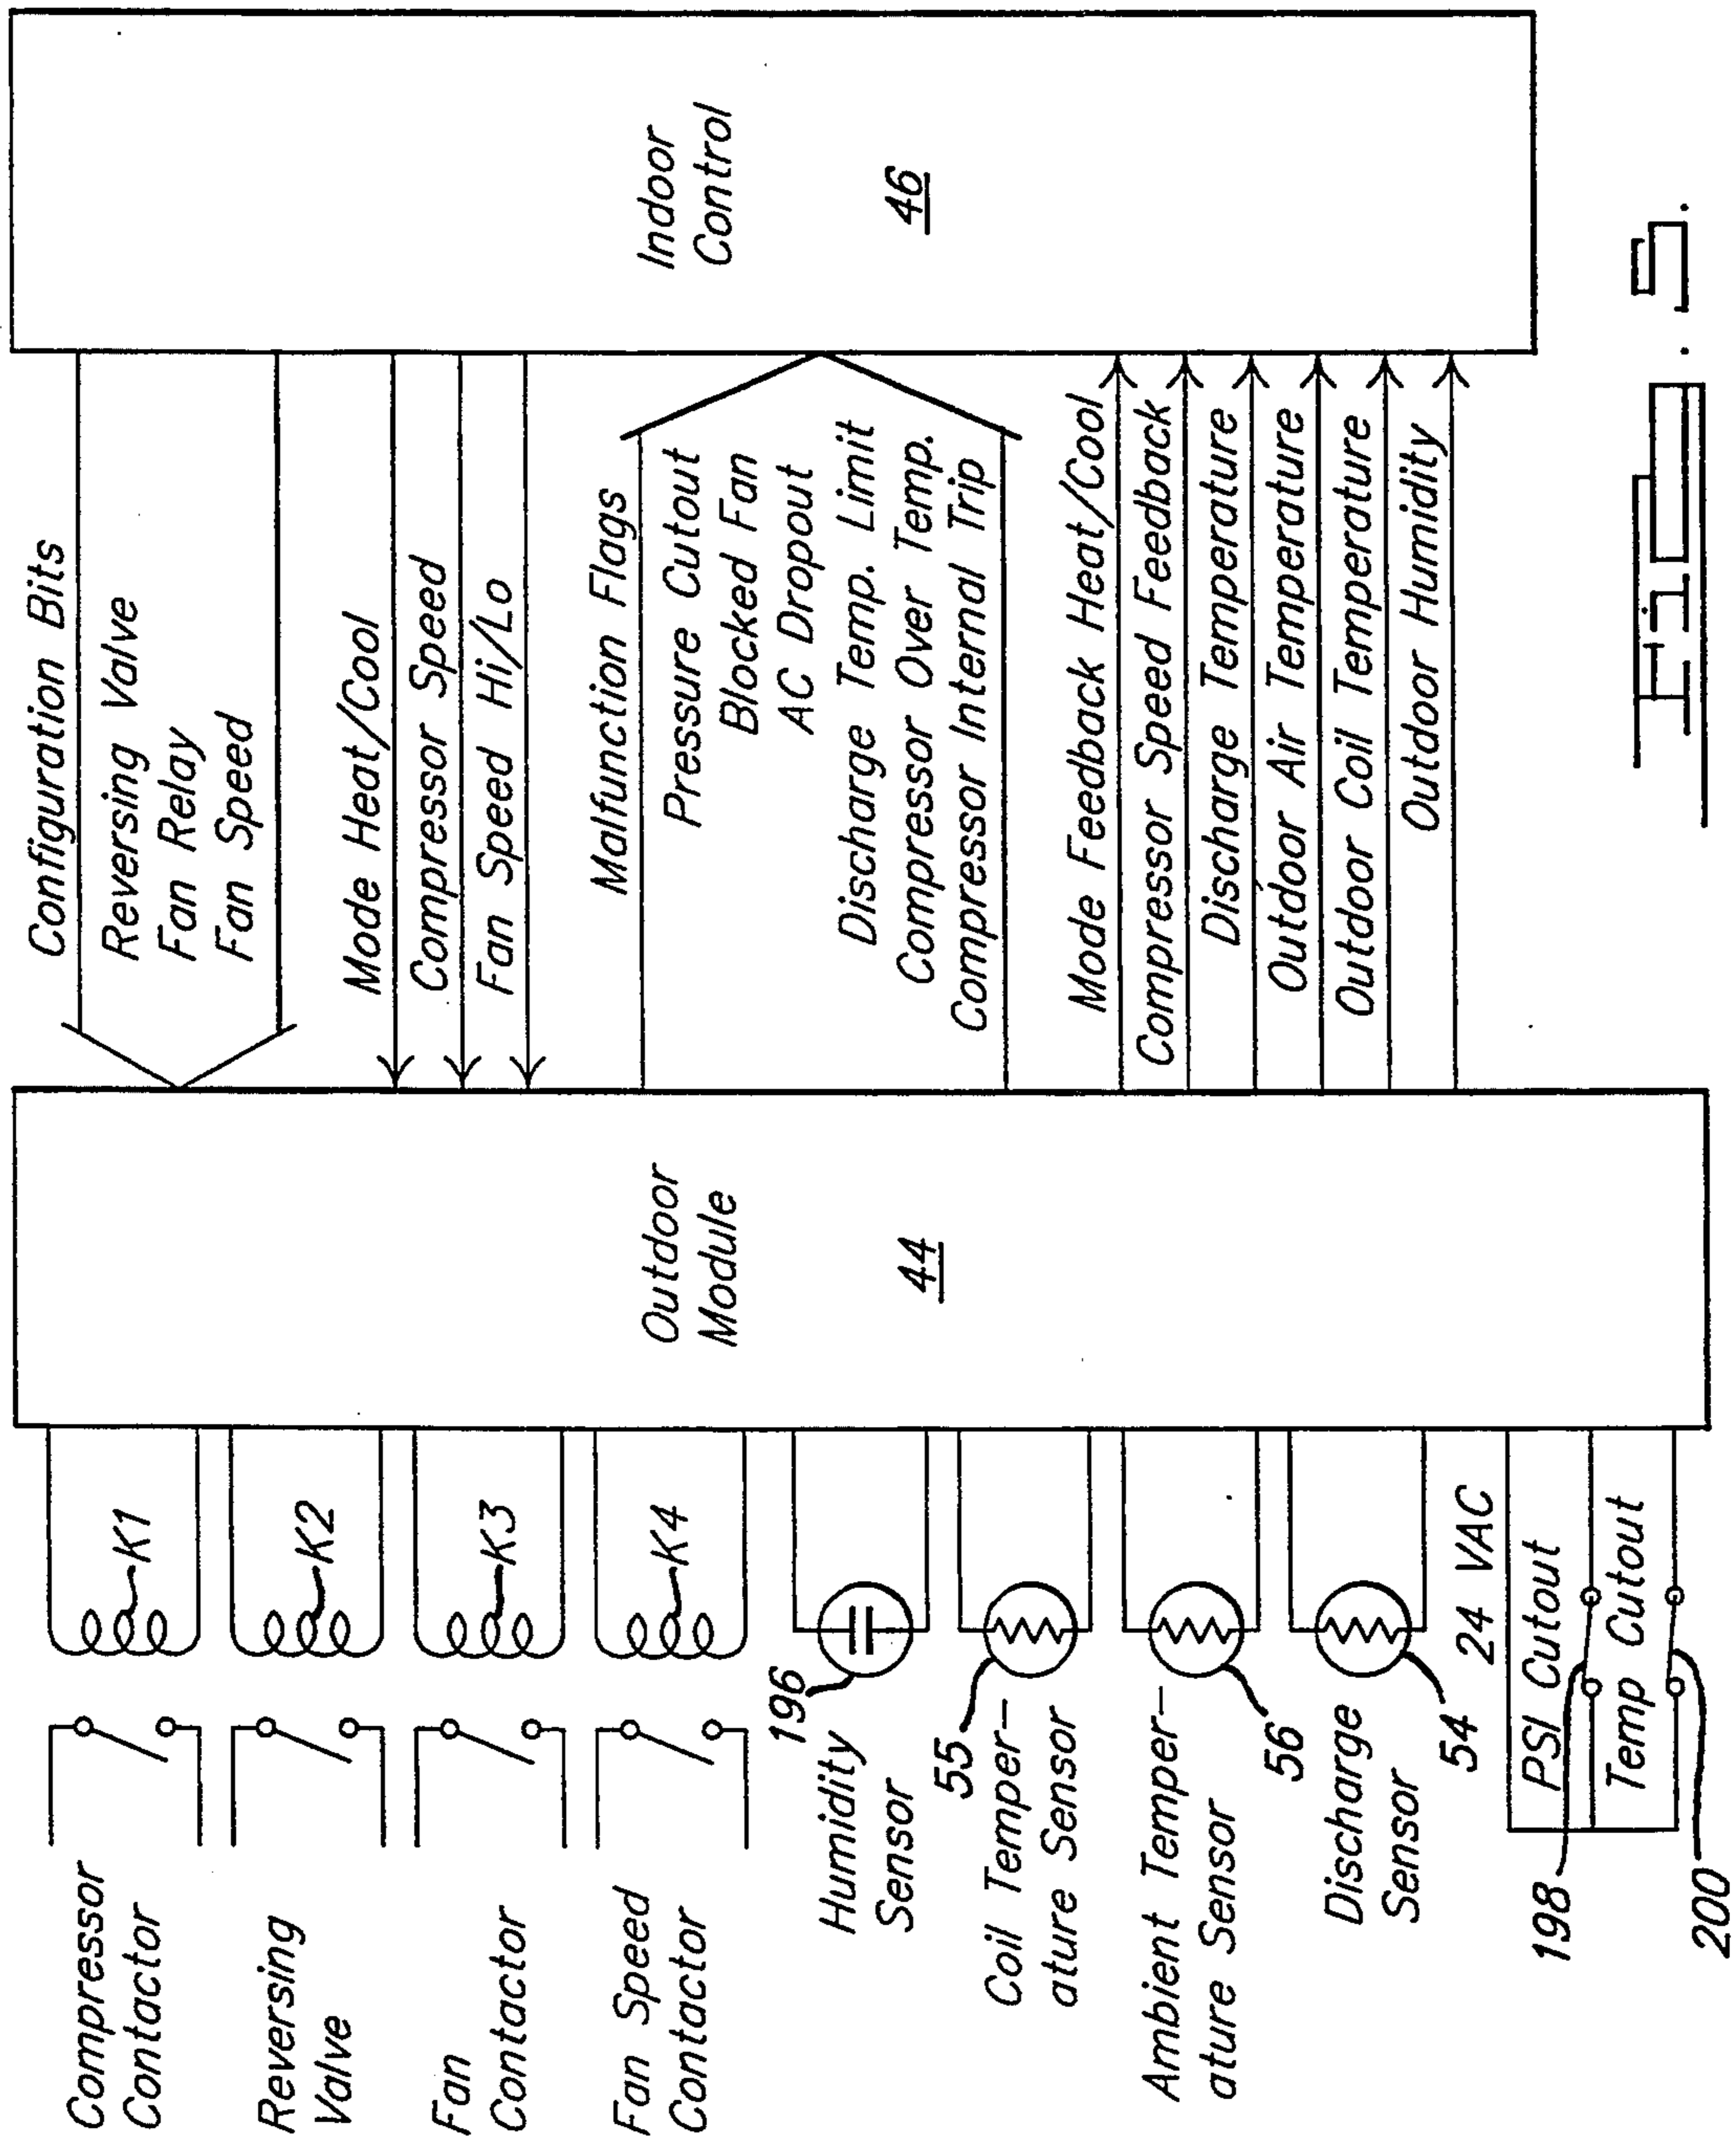 Compressor
Contactor
K1
Reversing
Valve
K2
Fan
Contactor
K3
Fan Speed
Contactor
K4
Humidity
Sensor
196
55
Coil Temper-
ature Sensor
Ambient Temper-
ature Sensor
56
Discharge
Sensor
54
24 VAC
PSI Cutout
198
Temp Cutout
200
Outdoor
Module
44
Configuration Bits
Reversing Valve
Fan Relay
Fan Speed
Mode Heat/Cool
Compressor Speed
Fan Speed Hi/Lo
Malfunction Flags
Pressure Cutout
Blocked Fan
AC Dropout
Discharge Temp. Limit
Compressor Over Temp.
Compressor Internal Trip
Mode Feedback Heat/Cool
Compressor Speed Feedback
Discharge Temperature
Outdoor Air Temperature
Outdoor Coil Temperature
Outdoor Humidity
Indoor
Control
46
Fig. 5.